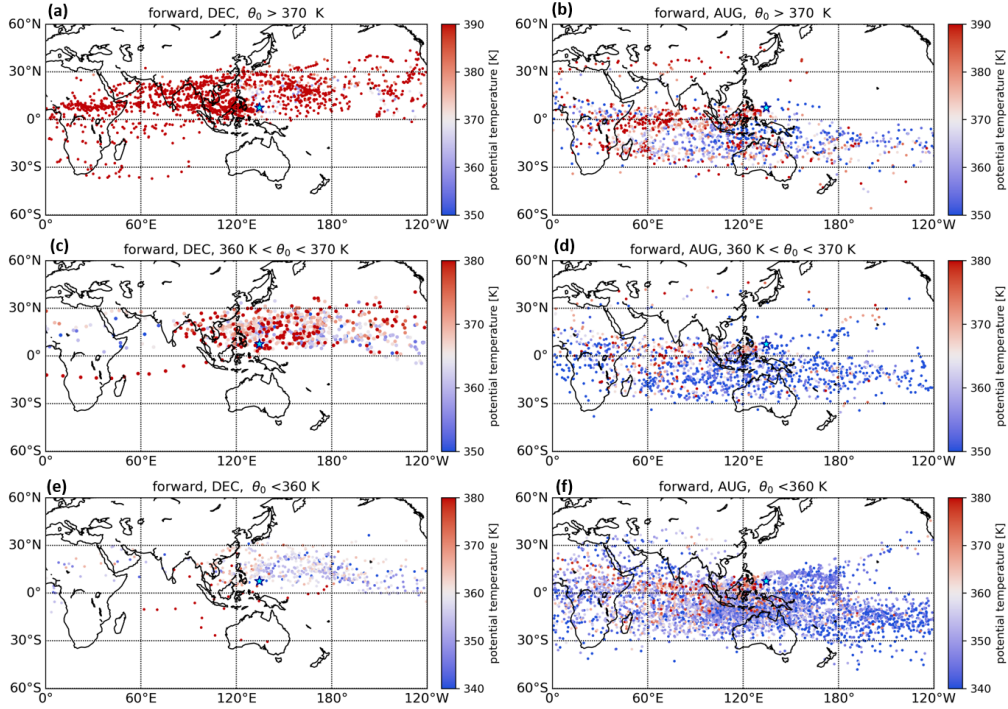 (a) forward, DEC, θ₀ > 370 K
60°N
30°N
0°
30°S
60°S
0° 60°E 120°E 180° 120°W
390
380
370
360
350
potential temperature [K]
(b) forward, AUG, θ₀ > 370 K
60°N
30°N
0°
30°S
60°S
0° 60°E 120°E 180° 120°W
390
380
370
360
350
potential temperature [K]
(c) forward, DEC, 360 K < θ₀ < 370 K
60°N
30°N
0°
30°S
60°S
0° 60°E 120°E 180° 120°W
380
370
360
350
potential temperature [K]
(d) forward, AUG, 360 K < θ₀ < 370 K
60°N
30°N
0°
30°S
60°S
0° 60°E 120°E 180° 120°W
380
370
360
350
potential temperature [K]
(e) forward, DEC, θ₀ <360 K
60°N
30°N
0°
30°S
60°S
0° 60°E 120°E 180° 120°W
380
370
360
350
340
potential temperature [K]
(f) forward, AUG, θ₀ <360 K
60°N
30°N
0°
30°S
60°S
0° 60°E 120°E 180° 120°W
380
370
360
350
340
potential temperature [K]